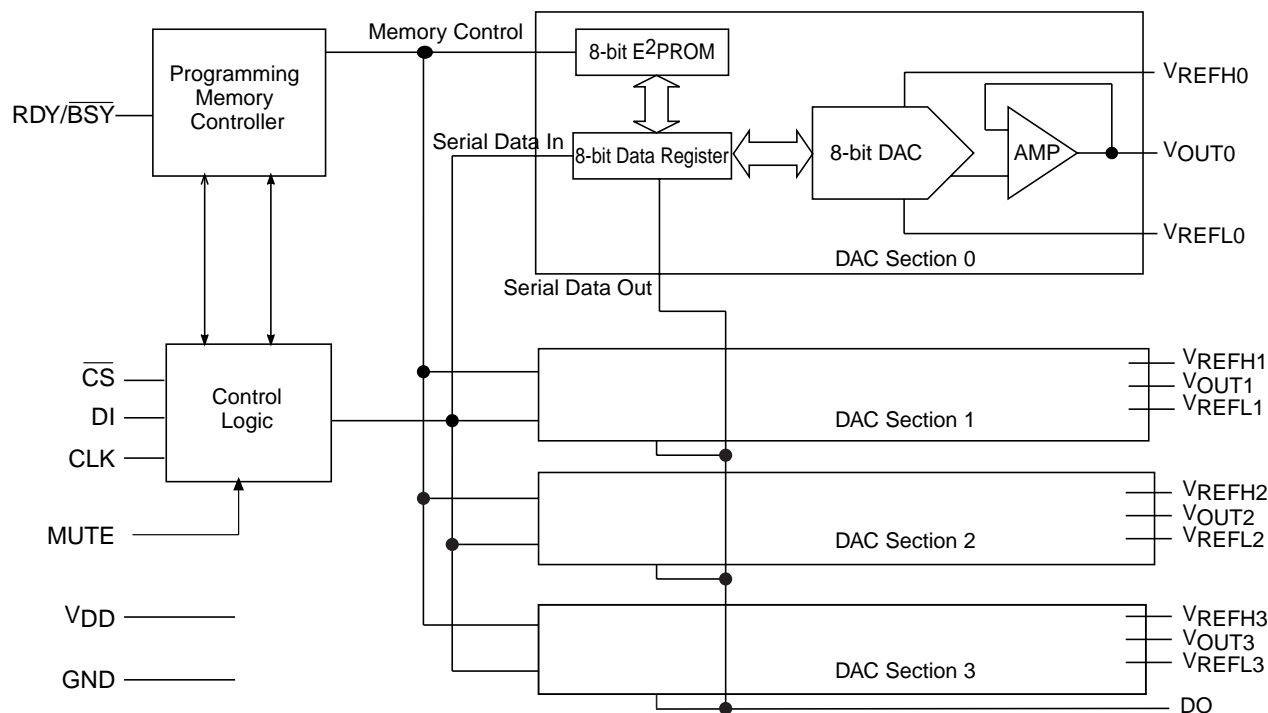 Programming
Memory
Controller
RDY/BSY
Memory Control
8-bit E2PROM
Serial Data In
8-bit Data Register
8-bit DAC
AMP
VREFH0
VOUT0
VREFL0
DAC Section 0
Serial Data Out
CS
DI
CLK
MUTE
Control
Logic
VDD
GND
DAC Section 1
VREFH1
VOUT1
VREFL1
DAC Section 2
VREFH2
VOUT2
VREFL2
DAC Section 3
VREFH3
VOUT3
VREFL3
DO